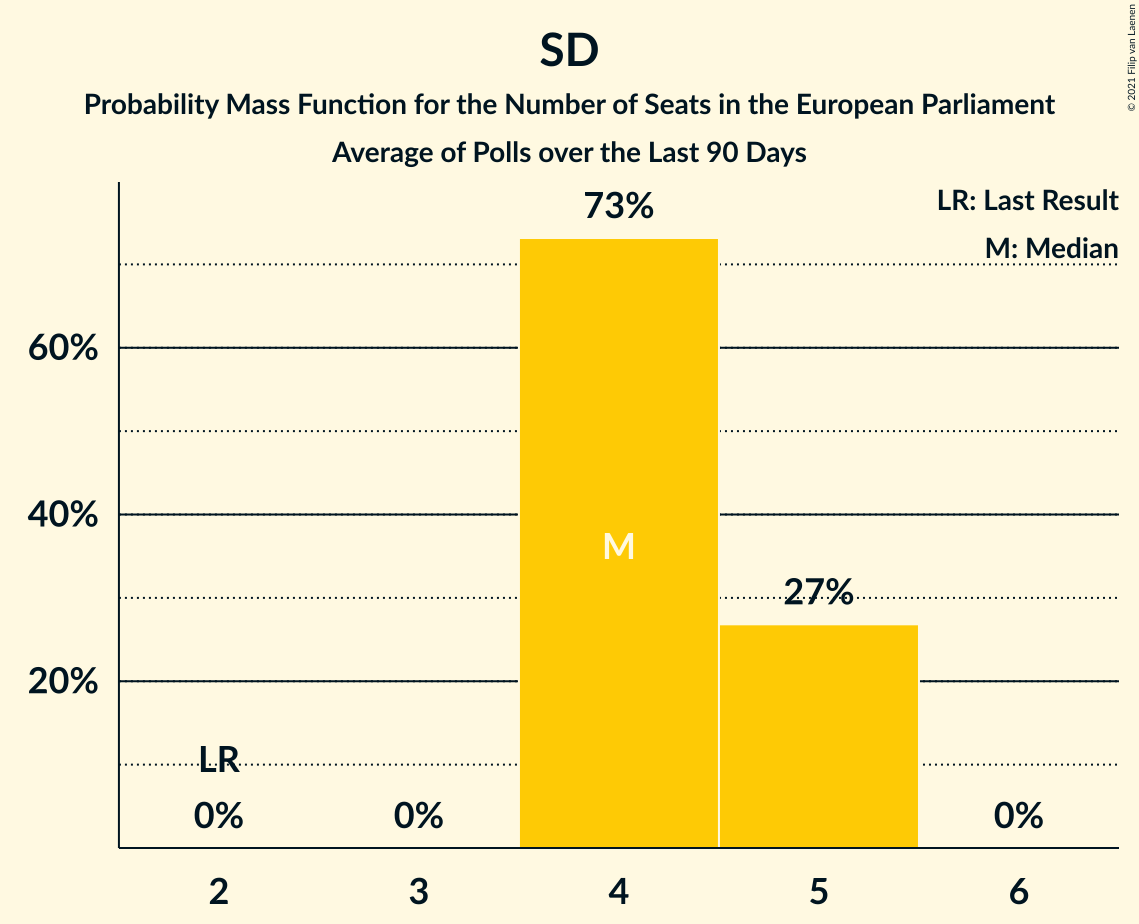 SD
Probability Mass Function for the Number of Seats in the European Parliament
Average of Polls over the Last 90 Days
© 2021 Filip van Laenen
LR: Last Result
M: Median
73%
60%
40%
M
27%
20%
LR
0%
0%
0%
2
3
4
5
6